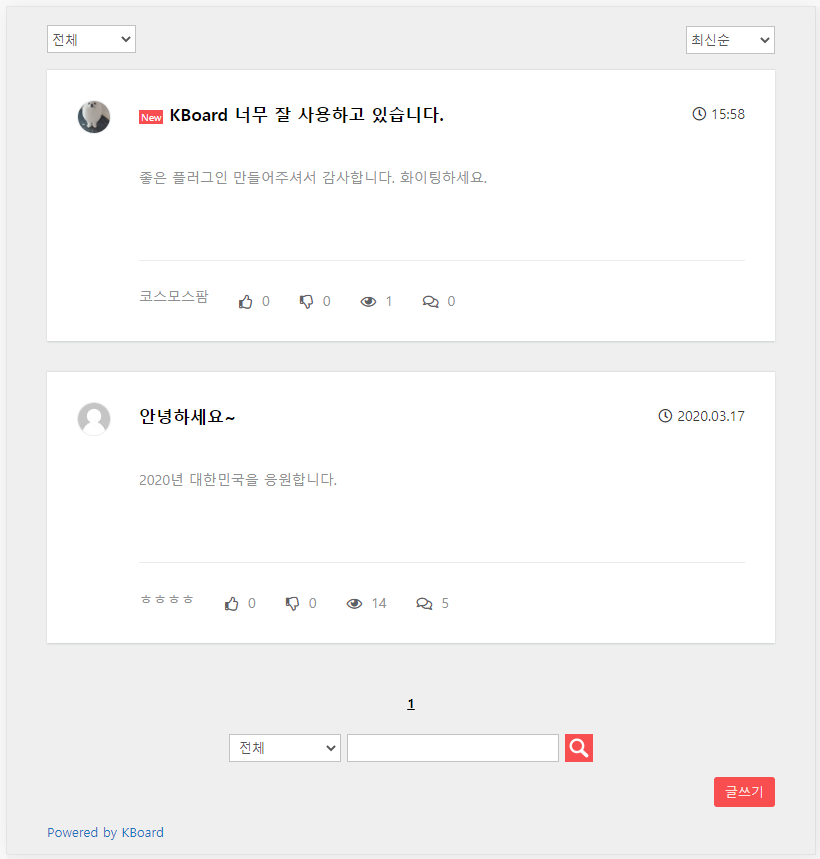 전체
최신순
New KBoard 너무 잘 사용하고 있습니다.
15:58
좋은 플러그인 만들어주셔서 감사합니다. 화이팅하세요.
코스모스팜 0 0 1 0
안녕하세요~
2020.03.17
2020년 대한민국을 응원합니다.
ㅎㅎㅎㅎ 0 0 14 5
1
전체
글쓰기
Powered by KBoard